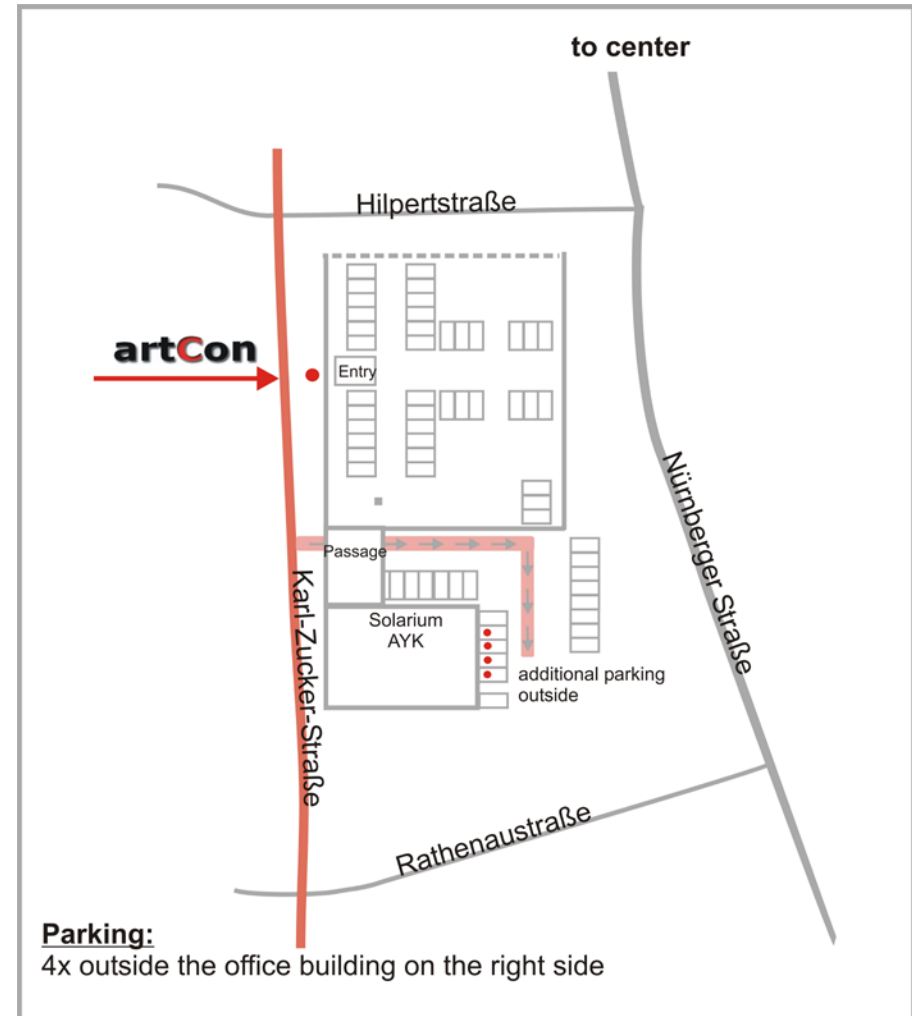 to center
Hilpertstraße
artCon
Entry
Nürnberger Straße
Passage
Karl-Zucker-Straße
Solarium
AYK
additional parking
outside
Rathenaustraße
Parking:
4x outside the office building on the right side